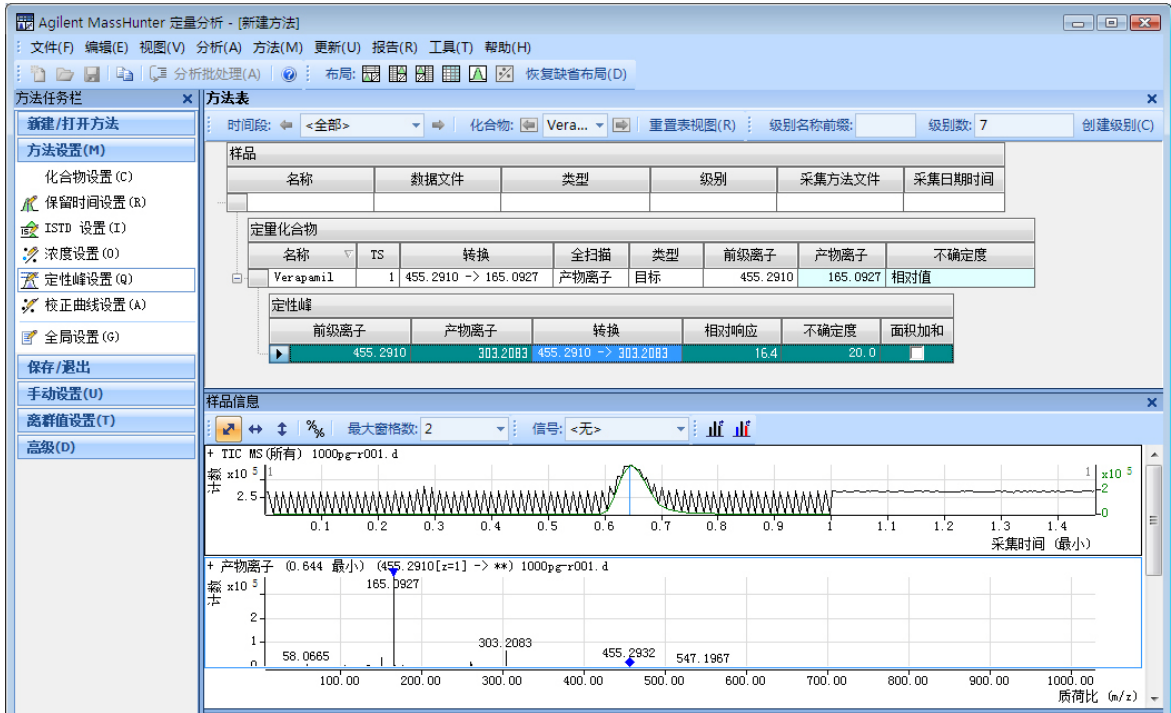 Agilent MassHunter 定量分析 - [新建方法]
文件(F) 编辑(E) 视图(V) 分析(A) 方法(M) 更新(U) 报告(R) 工具(T) 帮助(H)
分析批处理(A) 布局: 恢复缺省布局(D)
方法任务栏
新建/打开方法
方法设置(M)
化合物设置(C)
保留时间设置(R)
ISTD 设置(I)
浓度设置(O)
定性峰设置(Q)
校正曲线设置(A)
全局设置(G)
保存/退出
手动设置(U)
离群值设置(T)
高级(D)
方法表
时间段: <全部> 化合物: Vera... 重置表视图(R) 级别名称前缀: 级别数: 7 创建级别(C)
样品
名称 数据文件 类型 级别 采集方法文件 采集日期时间
定量化合物
名称 TS 转换 全扫描 类型 前级离子 产物离子 不确定度
Verapamil 1 455.2910 -> 165.0927 产物离子 目标 455.2910 165.0927 相对值
定性峰
前级离子 产物离子 转换 相对响应 不确定度 面积加和
455.2910 303.2083 455.2910 -> 303.2083 16.4 20.0
样品信息
最大窗格数: 2 信号: <无>
+ TIC MS(所有) 1000pg-r001.d
计数 x10 5 1 1 x10 5
2.5 2
0
0.1 0.2 0.3 0.4 0.5 0.6 0.7 0.8 0.9 1 1.1 1.2 1.3 1.4
采集时间 (最小)
+ 产物离子 (0.644 最小) (455.2910[z=1] -> **) 1000pg-r001.d
计数 x10 5 165.0927
2
1 303.2083
0 58.0665 455.2932 547.1967
100.00 200.00 300.00 400.00 500.00 600.00 700.00 800.00 900.00 1000.00
质荷比 (m/z)